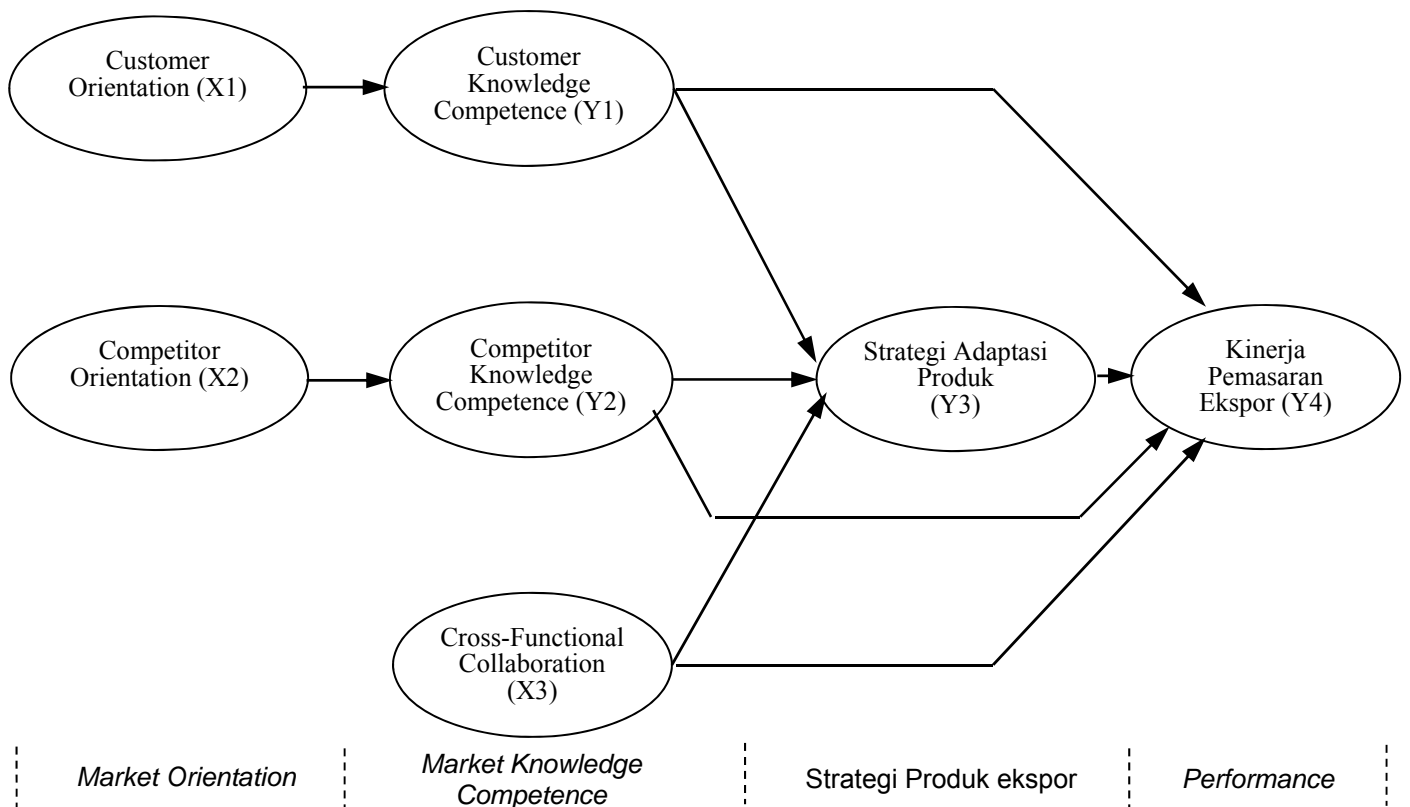 Customer
Orientation (X1)
Customer
Knowledge
Competence (Y1)
Competitor
Orientation (X2)
Competitor
Knowledge
Competence (Y2)
Strategi Adaptasi
Produk
(Y3)
Kinerja
Pemasaran
Ekspor (Y4)
Cross-Functional
Collaboration
(X3)
Market Orientation
Market Knowledge
Competence
Strategi Produk ekspor
Performance